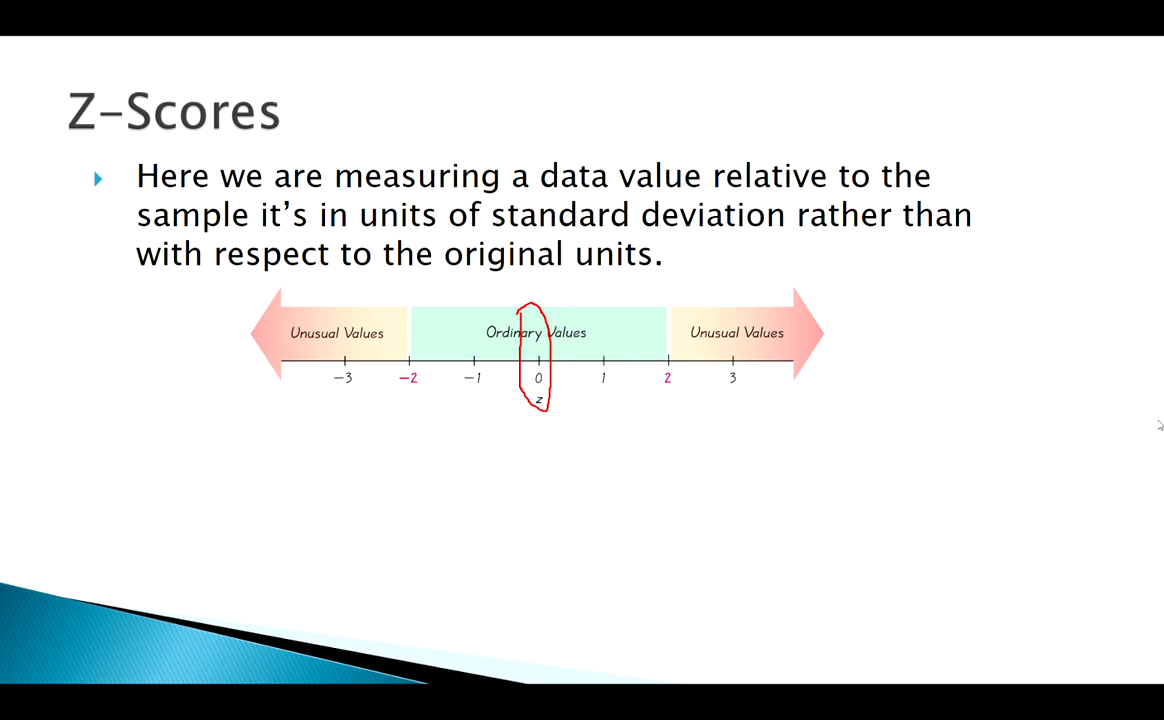 Z-Scores
Here we are measuring a data value relative to the
sample it's in units of standard deviation rather than
with respect to the original units.
Unusual Values Ordinary Values Unusual Values
−3 −2 −1 0 1 2 3
z